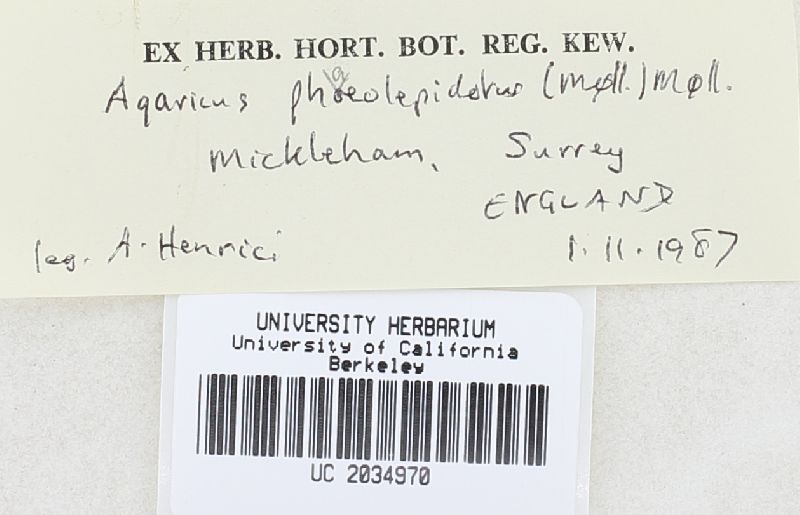 EX HERB. HORT. BOT. REG. KEW.
Agaricus phaeolepidotus (Møll.) Møll.
Mickleham, Surrey
ENGLAND
leg. A. Henrici 1.11.1987
UNIVERSITY HERBARIUM
University of California
Berkeley
UC 2034970